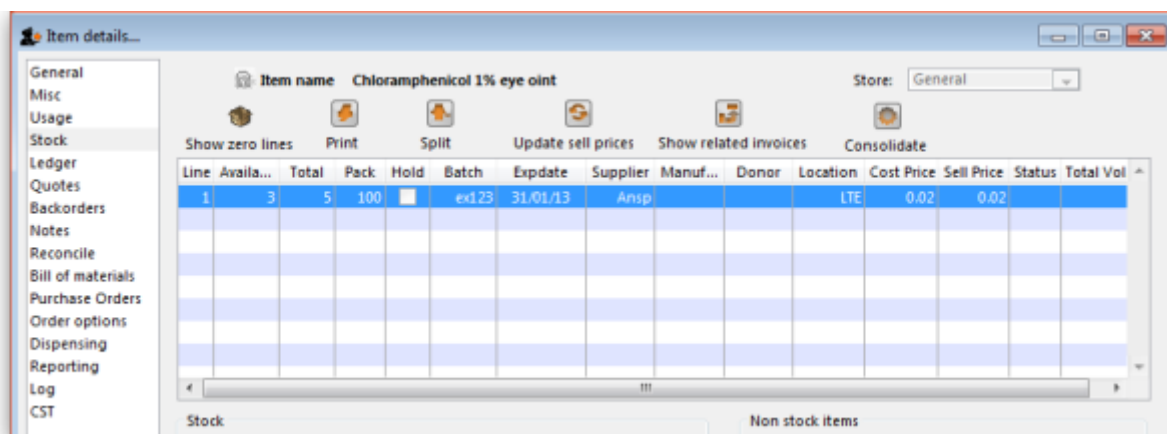 Item details...
General
Misc
Usage
Stock
Ledger
Quotes
Backorders
Notes
Reconcile
Bill of materials
Purchase Orders
Order options
Dispensing
Reporting
Log
CST
Item name Chloramphenicol 1% eye oint Store: General
Show zero lines Print Split Update sell prices Show related invoices Consolidate
Line Availa... Total Pack Hold Batch Expdate Supplier Manuf... Donor Location Cost Price Sell Price Status Total Vol
1 3 5 100 ex123 31/01/13 Ansp LTE 0.02 0.02
Stock Non stock items